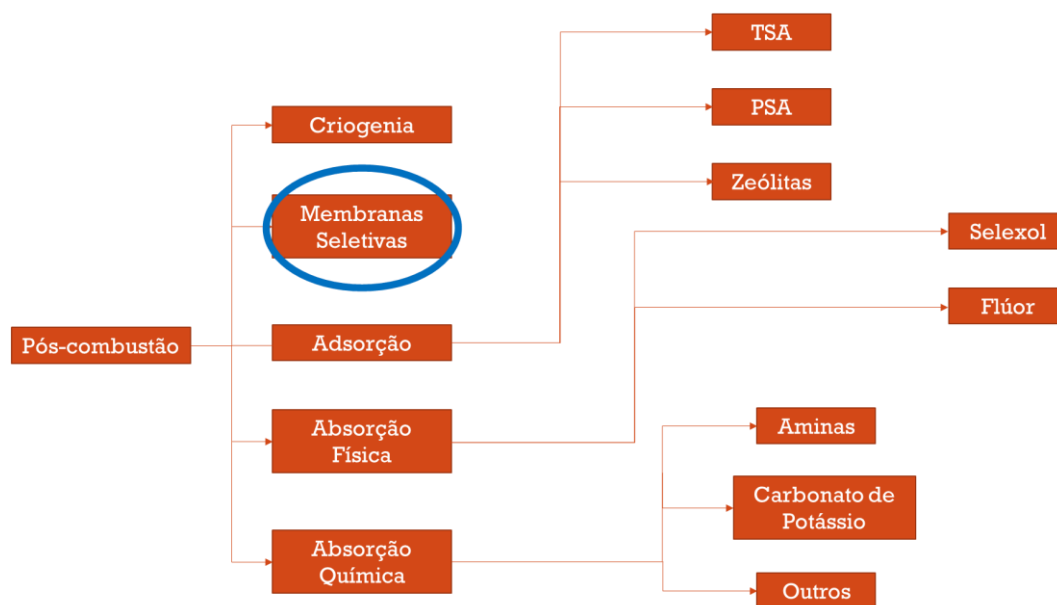 Pós-combustão
Criogenia
Membranas
Seletivas
Adsorção
Absorção
Física
Absorção
Química
TSA
PSA
Zeólitas
Selexol
Flúor
Aminas
Carbonato de
Potássio
Outros